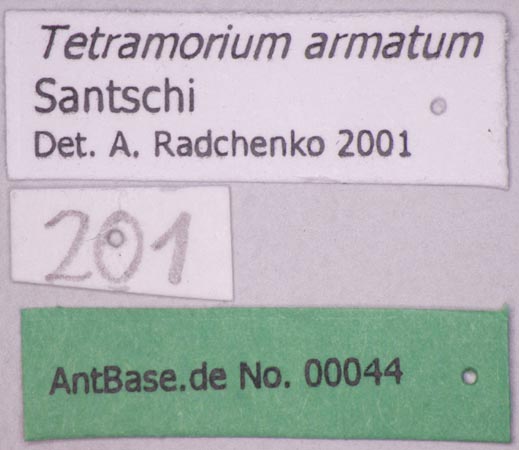 Tetramorium armatum
Santschi
Det. A. Radchenko 2001
201
AntBase.de No. 00044